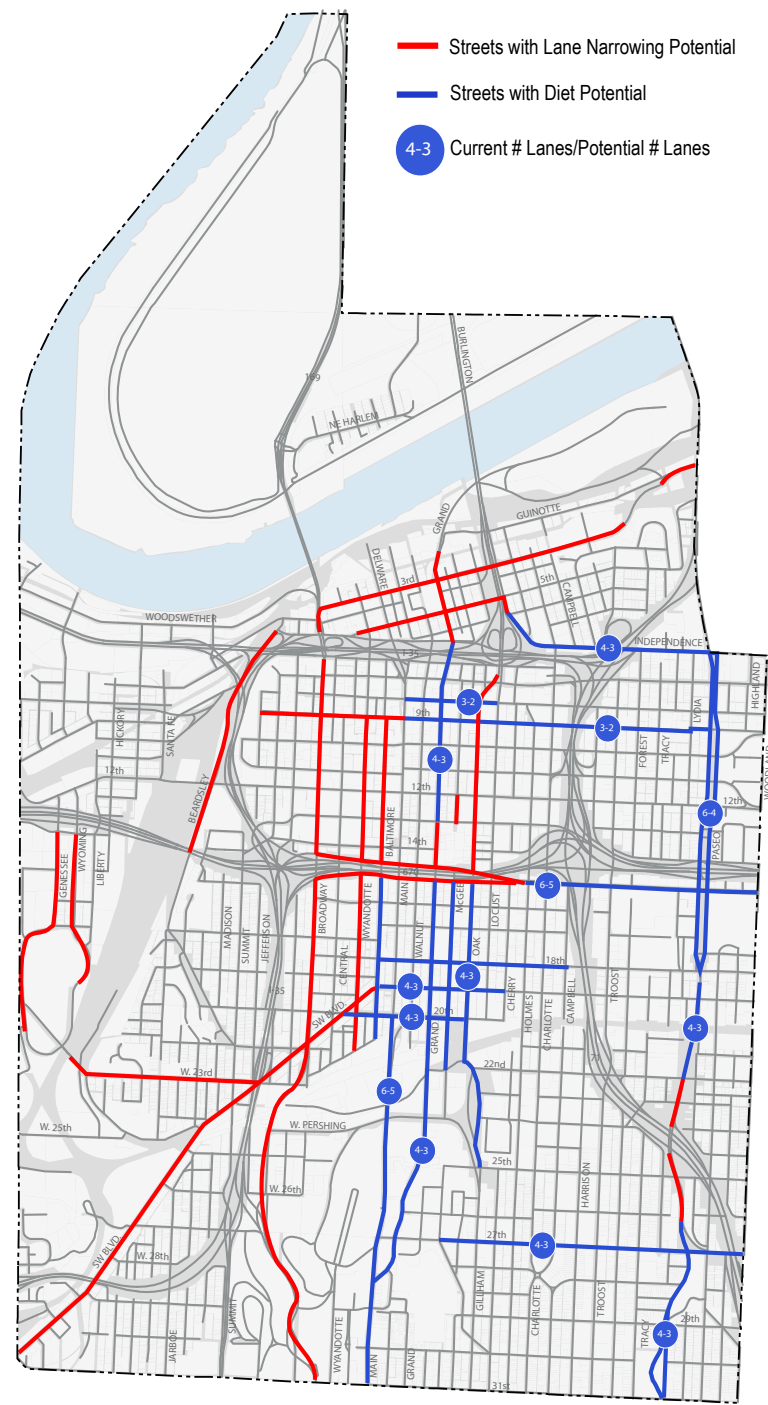 Streets with Lane Narrowing Potential
Streets with Diet Potential
4-3
Current # Lanes/Potential # Lanes
BURLINGTON
169
NE HARLEM
GRAND
GUINOTTE
DELWARE
3rd
5th
CAMPBELL
WOODSWETHER
I-35
4-3
INDEPENDENCE
HIGHLAND
3-2
LYDIA
9th
3-2
HICKORY
SANTA FE
FOREST
TRACY
4-3
12th
12th
BEARDSLEY
12th
6-4
BALTIMORE
14th
PASEO
GENESSEE
WYOMING
LIBERTY
670
6-5
BROADWAY
WYANDOTTE
MAIN
MCGEE
LOCUST
MADISON
SUMMIT
JEFFERSON
WALNUT
OAK
CENTRAL
18th
4-3
TROOST
I-35
4-3
CHERRY
HOLMES
CHARLOTTE
CAMPBELL
SW BLVD.
4-3
20th
GRAND
4-3
22nd
71
W. 23rd
6-5
W. 25th
W. PERSHING
4-3
25th
W. 26th
HARRISON
27th
4-3
SW BLVD.
W. 28th
GILLHAM
CHARLOTTE
TROOST
SUMMIT
29th
JARBOE
WYANDOTTE
MAIN
GRAND
TRACY
4-3
31st